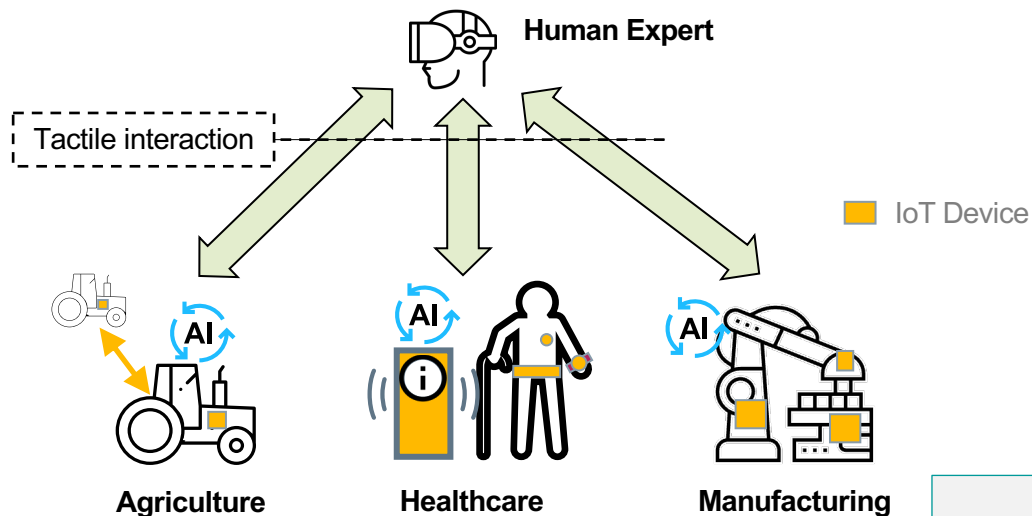 Human Expert
Tactile interaction
IoT Device
AI
AI
AI
i
Agriculture
Healthcare
Manufacturing